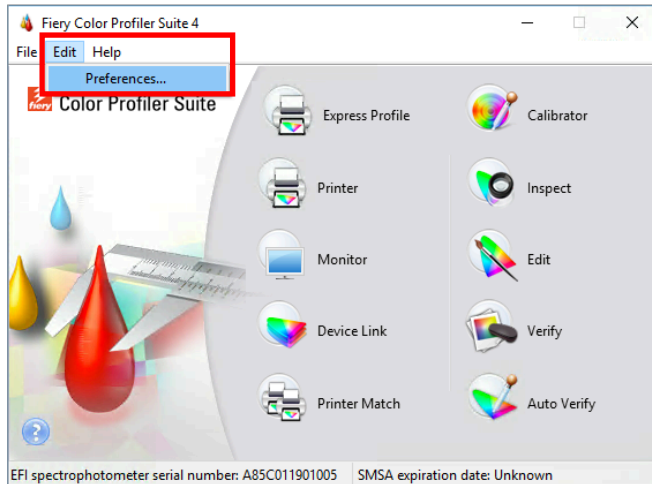 Fiery Color Profiler Suite 4
File Edit Help
Preferences...
fiery Color Profiler Suite
Express Profile
Calibrator
Printer
Inspect
Monitor
Edit
Device Link
Verify
Printer Match
Auto Verify
?
EFI spectrophotometer serial number: A85C011901005 SMSA expiration date: Unknown